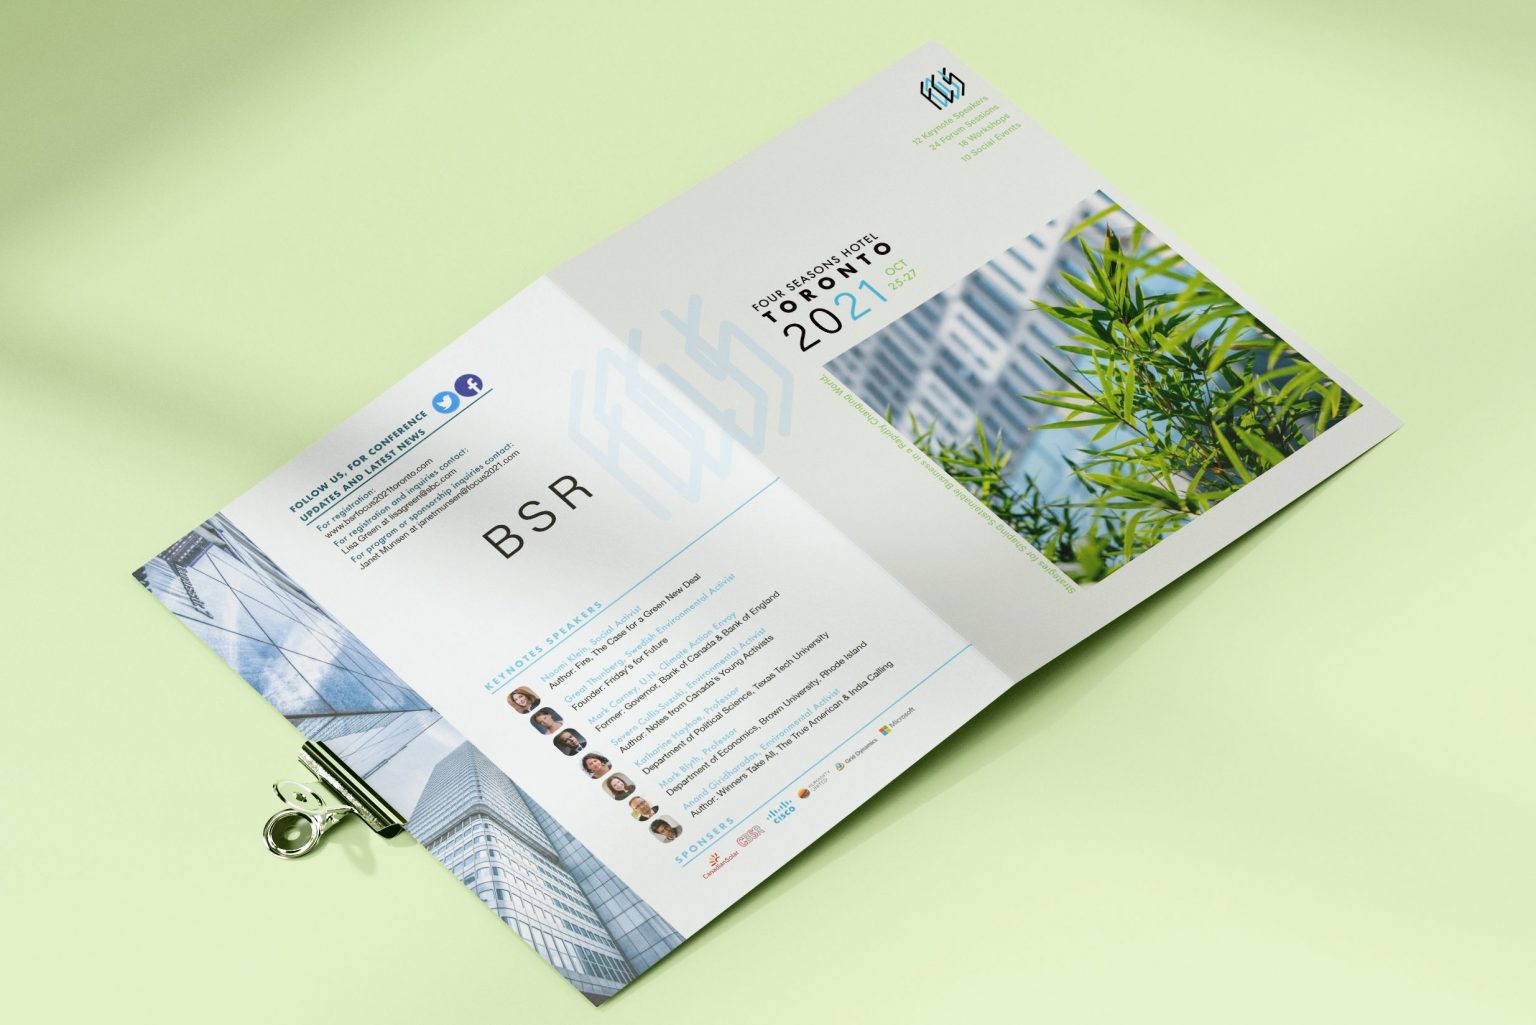 12 Keynote Speakers
24 Forum Sessions
18 Workshops
10 Social Events
FOUR SEASONS HOTEL
TORONTO
2021
OCT
25-27
Strategies for Shaping Sustainable Business in a Rapidly Changing World.
FOLLOW US, FOR CONFERENCE
UPDATES AND LATEST NEWS
For registration:
www.bsrfocus2021toronto.com
For registration and inquiries contact:
Lisa Green at lisagreen@abc.com
For program or sponsorship inquiries contact:
Janet Munsen at janetmunsen@focus2021.com
BSR
KEYNOTES SPEAKERS
Naomi Klein, Social Activist
Author: Fire, The Case for a Green New Deal
Great Thunberg, Swedish Environmental Activist
Founder: Friday's for Future
Mark Carney, U.N. Climate Action Envoy
Former: Governor, Bank of Canada & Bank of England
Severn Cullis-Suzuki, Environmental Activist
Author: Notes from Canada's Young Activists
Katharine Hayhoe, Professor
Department of Political Science, Texas Tech University
Mark Blyth, Professor
Department of Economics, Brown University, Rhode Island
Anand Giridharadas, Environmental Activist
Author: Winners Take All, The True American & India Calling
SPONSERS
CanadianSolar
CISCO
HUMANITY
UNITED
Grid Dynamics
Microsoft